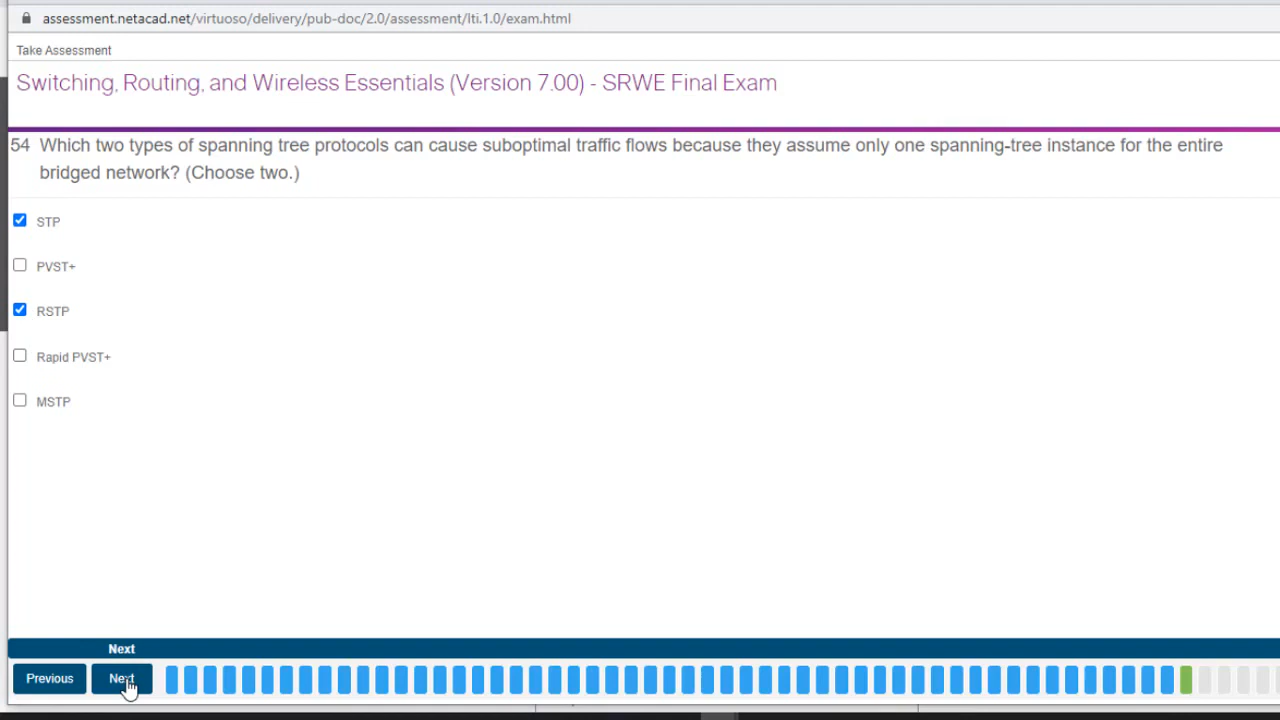 assessment.netacad.net/virtuoso/delivery/pub-doc/2.0/assessment/lti.1.0/exam.html
Take Assessment
Switching, Routing, and Wireless Essentials (Version 7.00) - SRWE Final Exam
54 Which two types of spanning tree protocols can cause suboptimal traffic flows because they assume only one spanning-tree instance for the entire
bridged network? (Choose two.)
STP
PVST+
RSTP
Rapid PVST+
MSTP
Next
Previous Next